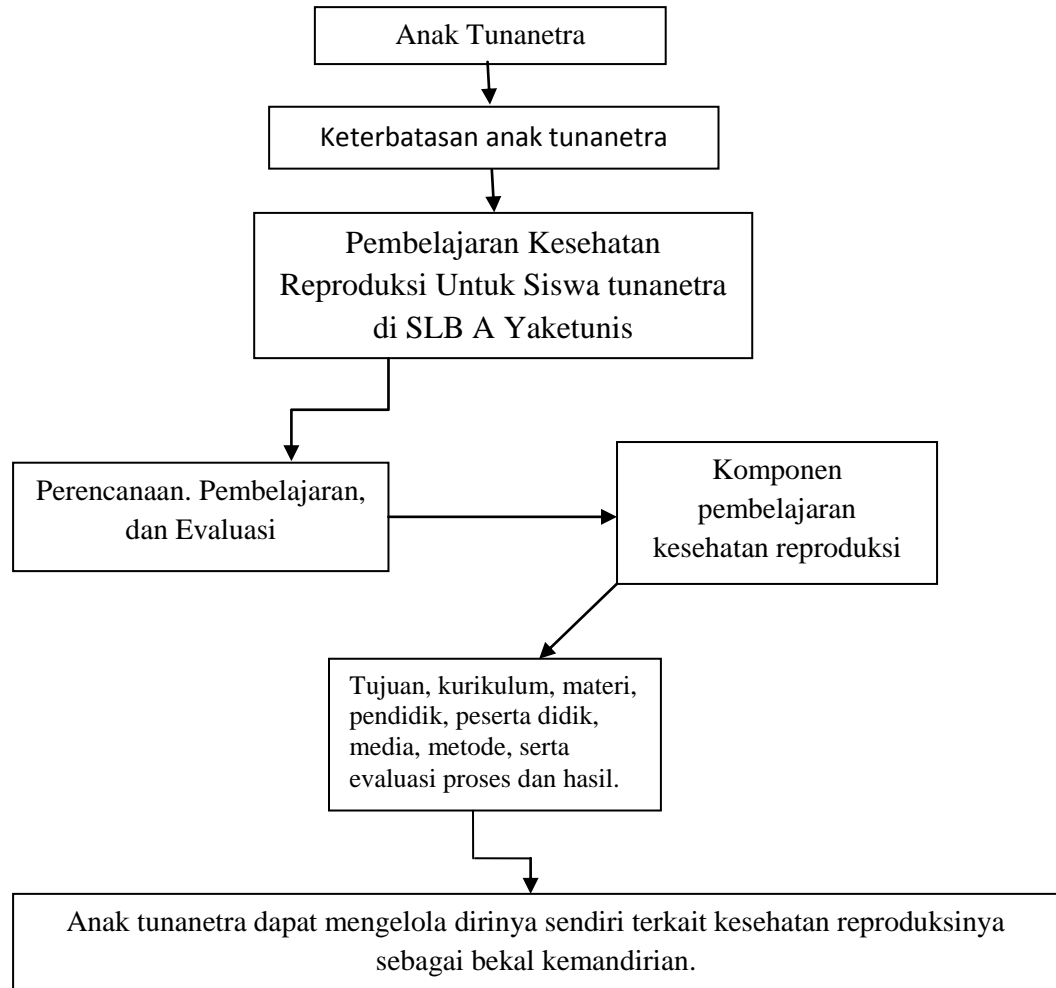 Anak Tunanetra
Keterbatasan anak tunanetra
Pembelajaran Kesehatan
Reproduksi Untuk Siswa tunanetra
di SLB A Yaketunis
Perencanaan. Pembelajaran,
dan Evaluasi
Komponen
pembelajaran
kesehatan reproduksi
Tujuan, kurikulum, materi,
pendidik, peserta didik,
media, metode, serta
evaluasi proses dan hasil.
Anak tunanetra dapat mengelola dirinya sendiri terkait kesehatan reproduksinya
sebagai bekal kemandirian.